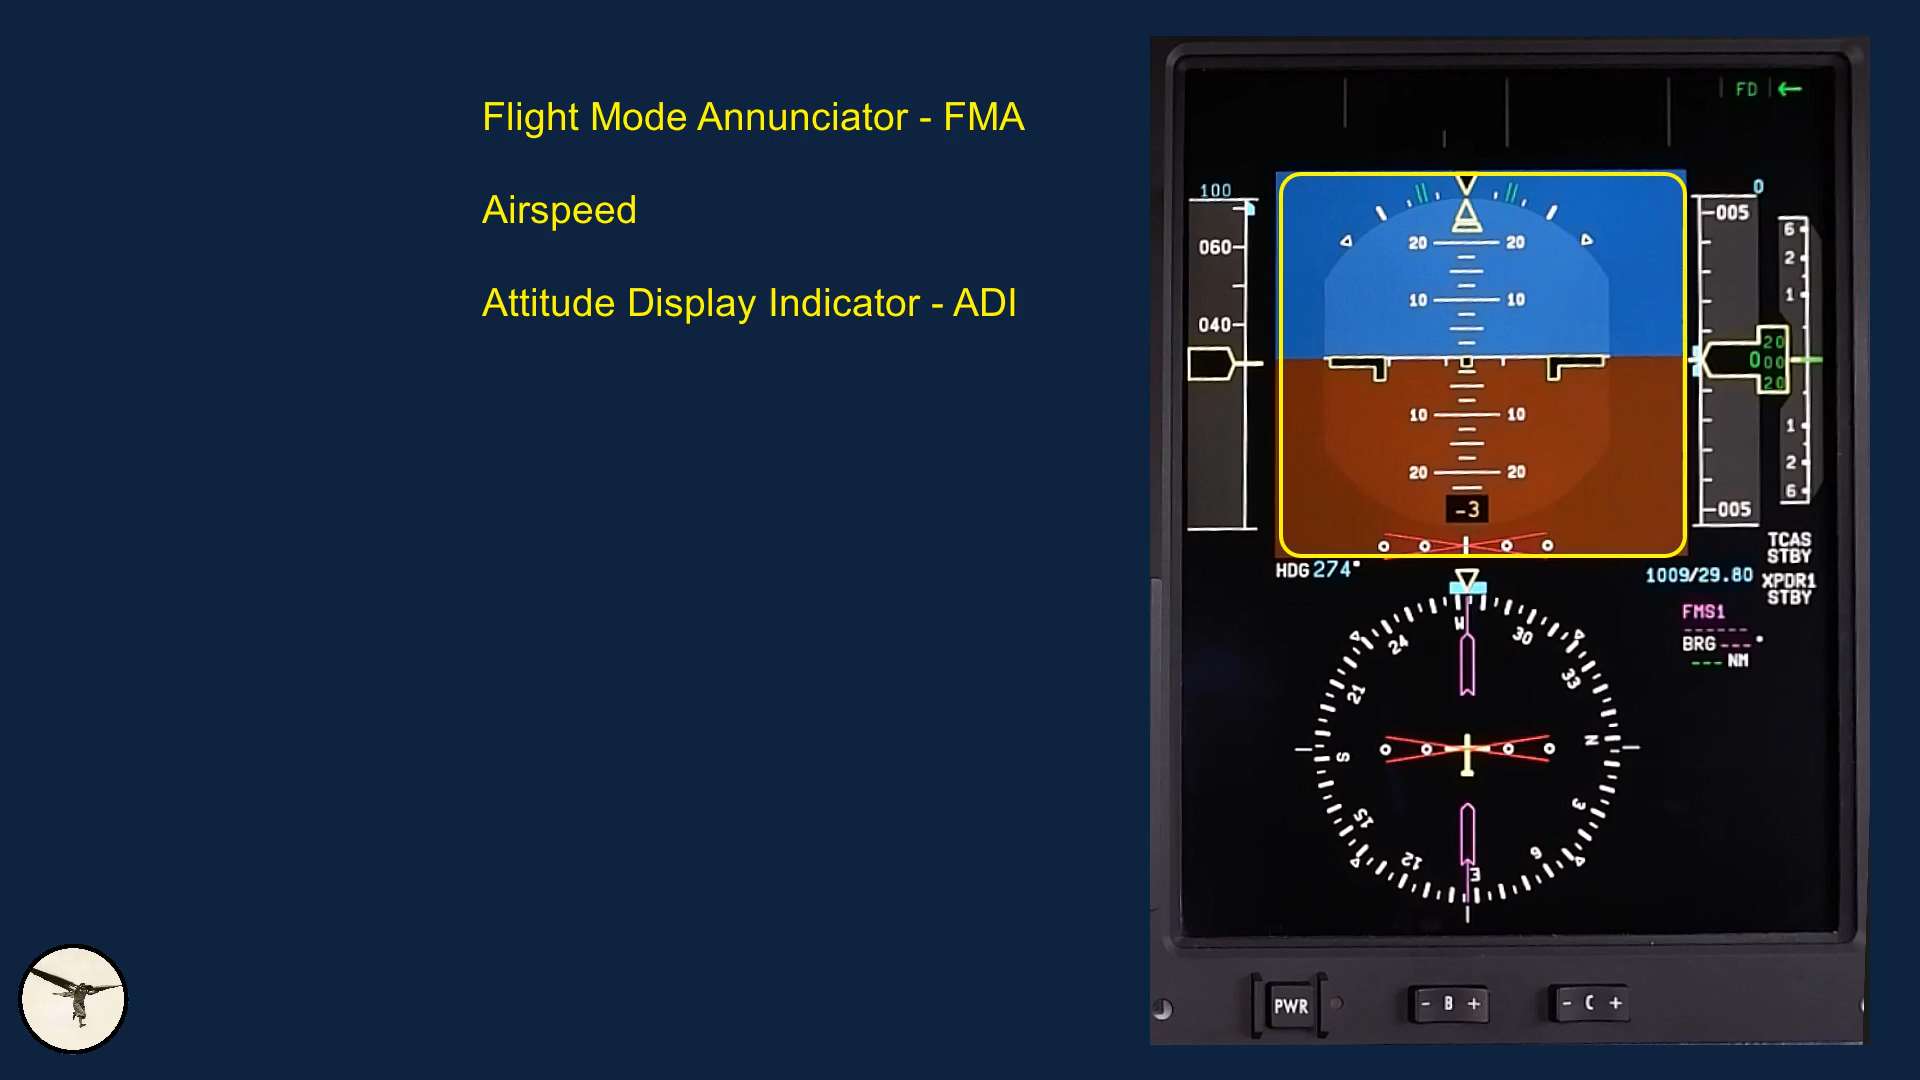 Flight Mode Annunciator - FMA
Airspeed
Attitude Display Indicator - ADI
FD
100
0
005
060
6
20 20
2
10 10
1
040
20
0 00
20
10 10
1
20 20
2
6
-3
005
TCAS
STBY
HDG 274°
1009/29.80
XPDR1
STBY
FMS1
------
BRG ---°
--- NM
W
24
30
21
33
S
N
15
3
12
6
E
PWR
- B +
- C +